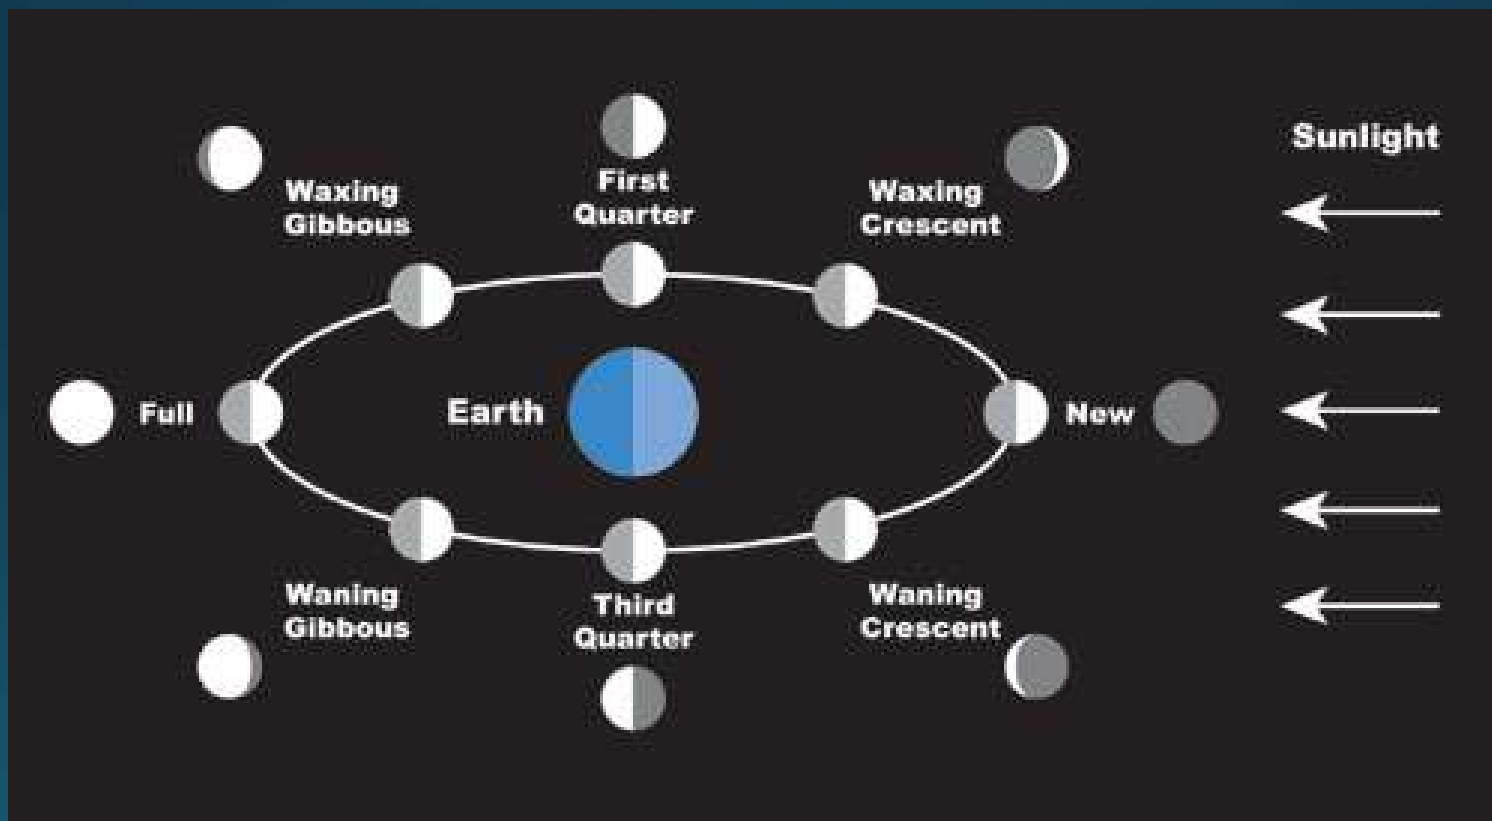 Sunlight
Waxing
Gibbous
First
Quarter
Waxing
Crescent
Full
Earth
New
Waning
Gibbous
Third
Quarter
Waning
Crescent